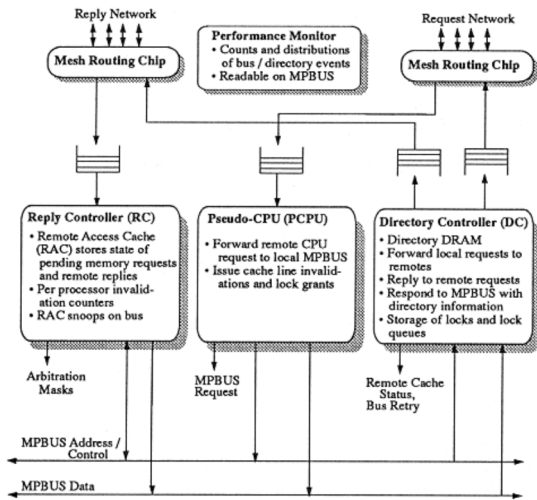 Reply Network
Request Network
Mesh Routing Chip
Performance Monitor
• Counts and distributions
of bus / directory events
• Readable on MPBUS
Mesh Routing Chip
Reply Controller (RC)
• Remote Access Cache
(RAC) stores state of
pending memory requests
and remote replies
• Per processor invalid-
ation counters
• RAC snoops on bus
Pseudo-CPU (PCPU)
• Forward remote CPU
request to local MPBUS
• Issue cache line invalid-
ations and lock grants
Directory Controller (DC)
• Directory DRAM
• Forward local requests to
remotes
• Reply to remote requests
• Respond to MPBUS with
directory information
• Storage of locks and lock
queues
Arbitration
Masks
MPBUS
Request
Remote Cache
Status,
Bus Retry
MPBUS Address /
Control
MPBUS Data